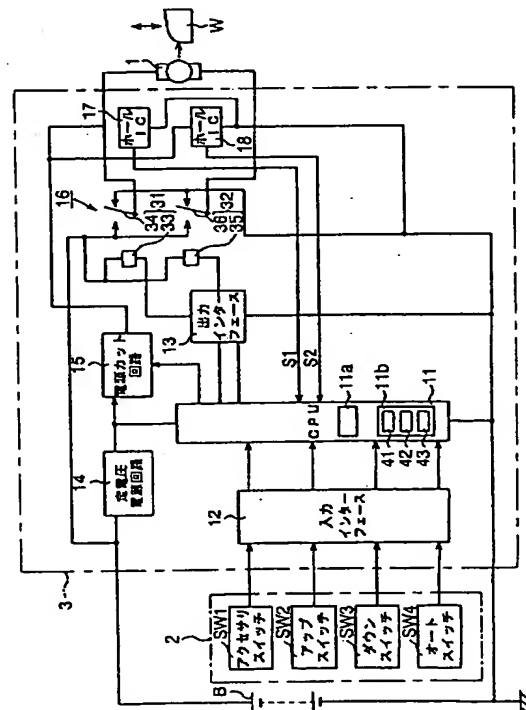 W
1
17
ホール
IC
ホール
IC
18
16
34
31
33
36
32
35
電源カット
回路
15
出力
インター
フェース
13
S1
S2
定電圧
電源回路
14
CPU
11a
11b
11
41
42
43
12
入力
インター
フェース
3
2
SW1
アクセサリ
スイッチ
SW2
アップ
スイッチ
SW3
ダウン
スイッチ
SW4
オート
スイッチ
B